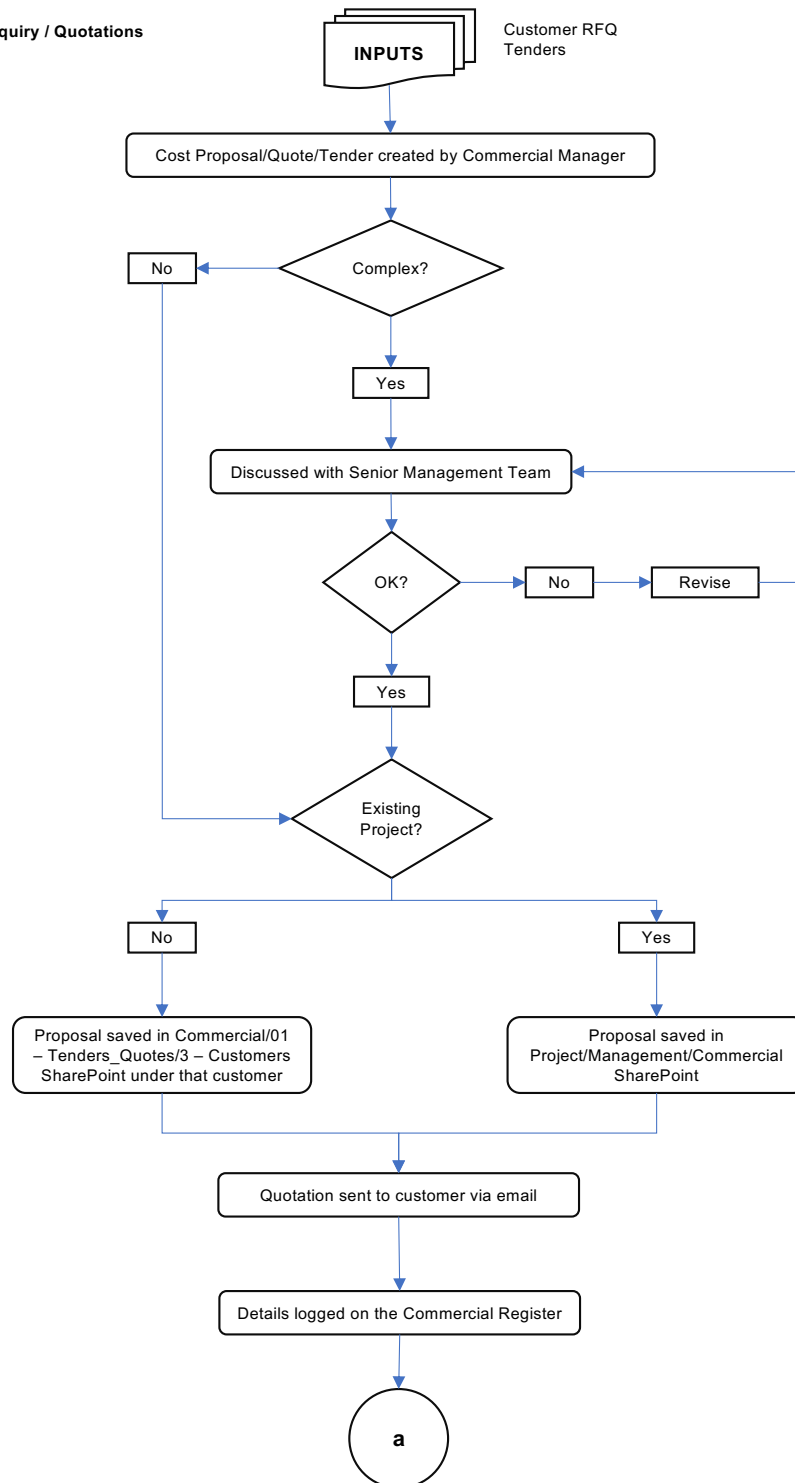 quiry / Quotations
INPUTS
Customer RFQ
Tenders
Cost Proposal/Quote/Tender created by Commercial Manager
No
Complex?
Yes
Discussed with Senior Management Team
OK?
No
Revise
Yes
Existing
Project?
No
Yes
Proposal saved in Commercial/01
– Tenders_Quotes/3 – Customers
SharePoint under that customer
Proposal saved in
Project/Management/Commercial
SharePoint
Quotation sent to customer via email
Details logged on the Commercial Register
a